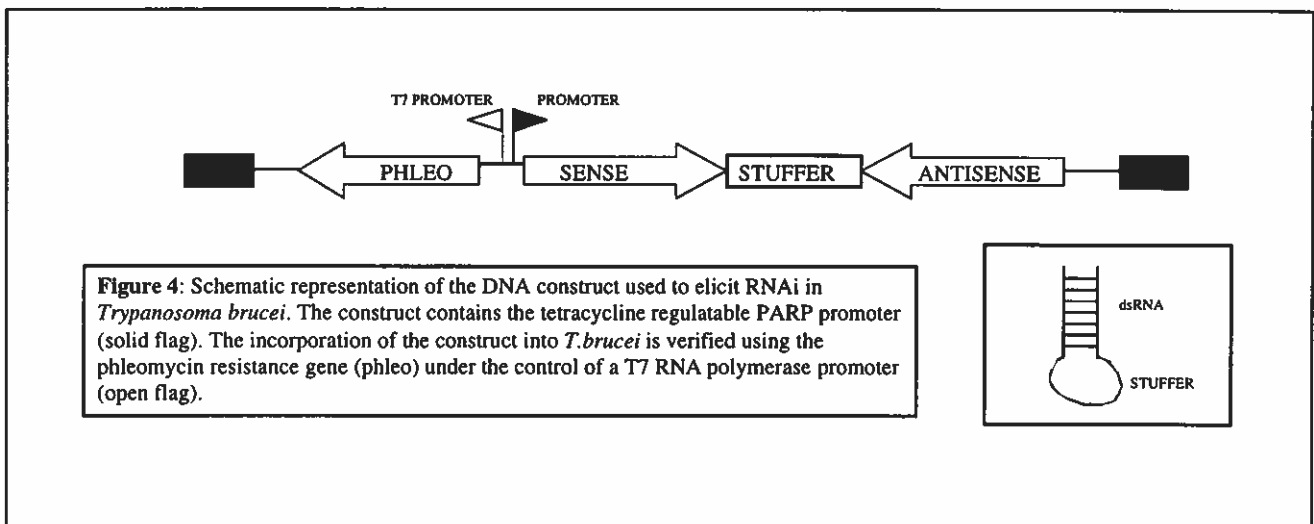 T7 PROMOTER PROMOTER
PHLEO SENSE STUFFER ANTISENSE
Figure 4: Schematic representation of the DNA construct used to elicit RNAi in
Trypanosoma brucei. The construct contains the tetracycline regulatable PARP promoter
(solid flag). The incorporation of the construct into T.brucei is verified using the
phleomycin resistance gene (phleo) under the control of a T7 RNA polymerase promoter
(open flag).
dsRNA
STUFFER